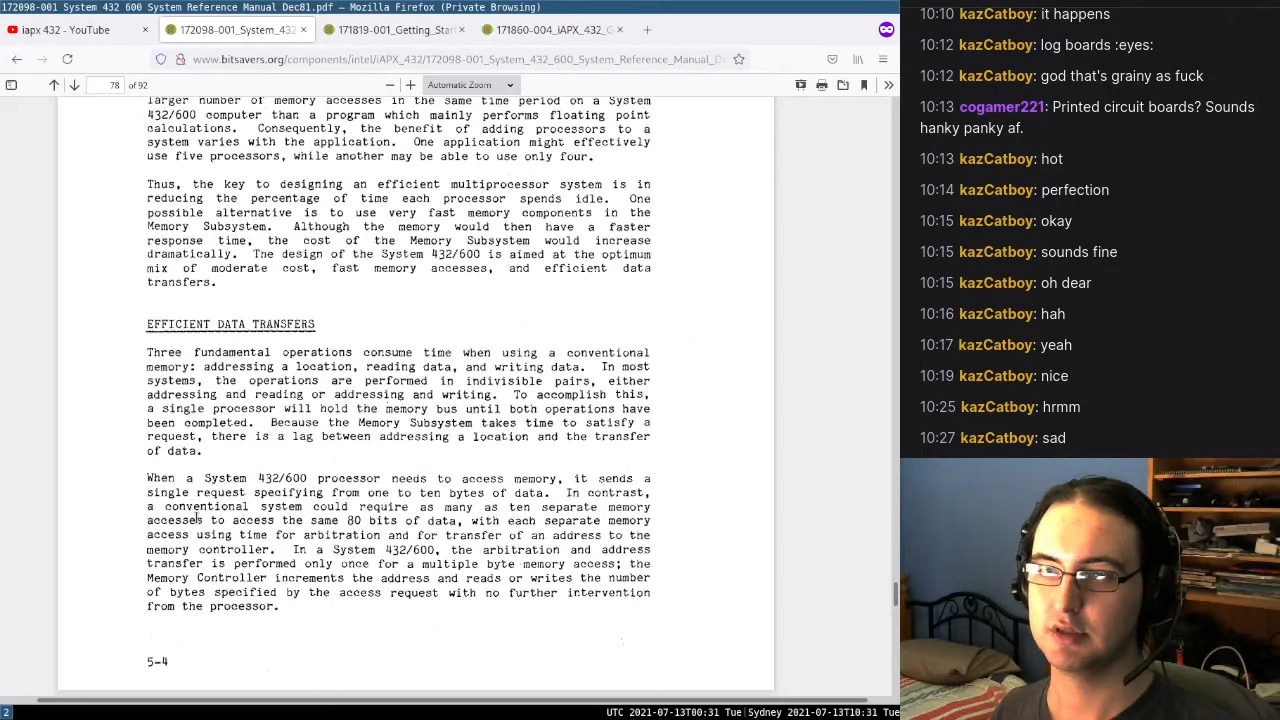 172098-001 System 432 600 System Reference Manual Dec81.pdf — Mozilla Firefox (Private Browsing)
iapx 432 - YouTube
172098-001_System_432
171819-001_Getting_Start
171860-004_iAPX_432_G
www.bitsavers.org/components/intel/iAPX_432/172098-001_System_432_600_System_Reference_Manual_De
78 of 92
Automatic Zoom
larger number of memory accesses in the same time period on a System
432/600 computer than a program which mainly performs floating point
calculations. Consequently, the benefit of adding processors to a
system varies with the application. One application might effectively
use five processors, while another may be able to use only four.
Thus, the key to designing an efficient multiprocessor system is in
reducing the percentage of time each processor spends idle. One
possible alternative is to use very fast memory components in the
Memory Subsystem. Although the memory would then have a faster
response time, the cost of the Memory Subsystem would increase
dramatically. The design of the System 432/600 is aimed at the optimum
mix of moderate cost, fast memory accesses, and efficient data
transfers.
EFFICIENT DATA TRANSFERS
Three fundamental operations consume time when using a conventional
memory: addressing a location, reading data, and writing data. In most
systems, the operations are performed in indivisible pairs, either
addressing and reading or addressing and writing. To accomplish this,
a single processor will hold the memory bus until both operations have
been completed. Because the Memory Subsystem takes time to satisfy a
request, there is a lag between addressing a location and the transfer
of data.
When a System 432/600 processor needs to access memory, it sends a
single request specifying from one to ten bytes of data. In contrast,
a conventional system could require as many as ten separate memory
accesses to access the same 80 bits of data, with each separate memory
access using time for arbitration and for transfer of an address to the
memory controller. In a System 432/600, the arbitration and address
transfer is performed only once for a multiple byte memory access; the
Memory Controller increments the address and reads or writes the number
of bytes specified by the access request with no further intervention
from the processor.
5-4
10:10 kazCatboy: it happens
10:12 kazCatboy: log boards :eyes:
10:12 kazCatboy: god that's grainy as fuck
10:13 cogamer221: Printed circuit boards? Sounds
hanky panky af.
10:13 kazCatboy: hot
10:14 kazCatboy: perfection
10:15 kazCatboy: okay
10:15 kazCatboy: sounds fine
10:15 kazCatboy: oh dear
10:16 kazCatboy: hah
10:17 kazCatboy: yeah
10:19 kazCatboy: nice
10:25 kazCatboy: hrmm
10:27 kazCatboy: sad
2
UTC 2021-07-13T00:31 Tue Sydney 2021-07-13T10:31 Tue